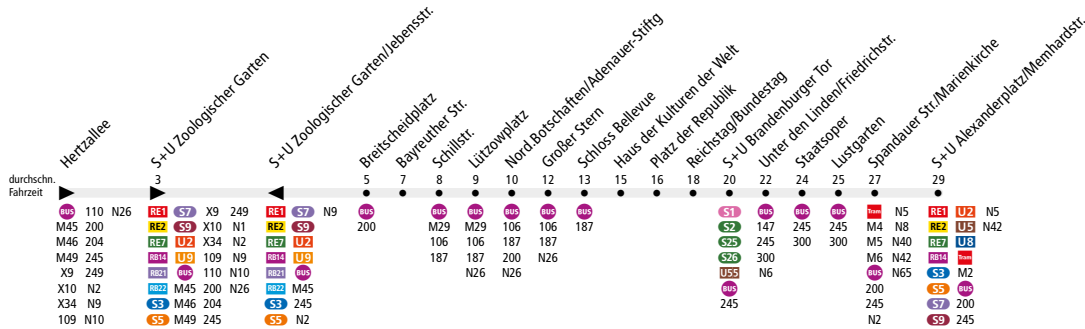 Hertzallee
S+U Zoologischer Garten
S+U Zoologischer Garten/Jebensstr.
Breitscheidplatz
Bayreuther Str.
Schillstr.
Lützowplatz
Nord.Botschaften/Adenauer-Stiftg
Großer Stern
Schloss Bellevue
Haus der Kulturen der Welt
Platz der Republik
Reichstag/Bundestag
S+U Brandenburger Tor
Unter den Linden/Friedrichstr.
Staatsoper
Lustgarten
Spandauer Str./Marienkirche
S+U Alexanderplatz/Memhardstr.
durchschn. 3 5 7 8 9 10 12 13 15 16 18 20 22 24 25 27 29
Fahrzeit
BUS 110 N26 RE1 S7 X9 249 RE1 S7 N9 BUS BUS BUS BUS BUS BUS S1 BUS BUS BUS Tram N5 RE1 U2 N5
M45 200 RE2 S9 X10 N1 RE2 S9 200 M29 M29 106 106 187 S2 147 245 245 M4 N8 RE2 U5 N42
M46 204 RE7 U2 X34 N2 RE7 U2 106 106 187 187 S25 245 300 300 M5 N40 RE7 U8
M49 245 RB14 U9 109 N9 RB14 U9 187 187 200 N26 S26 300 M6 N42 RB14 Tram
X9 249 RB21 BUS 110 N10 RB21 BUS N26 N26 U55 N6 BUS N65 S3 M2
X10 N2 RB22 M45 200 N26 RB22 M45 BUS 200 S5 BUS
X34 N9 S3 M46 204 S3 245 245 245 S7 200
109 N10 S5 M49 245 S5 N2 N2 S9 245